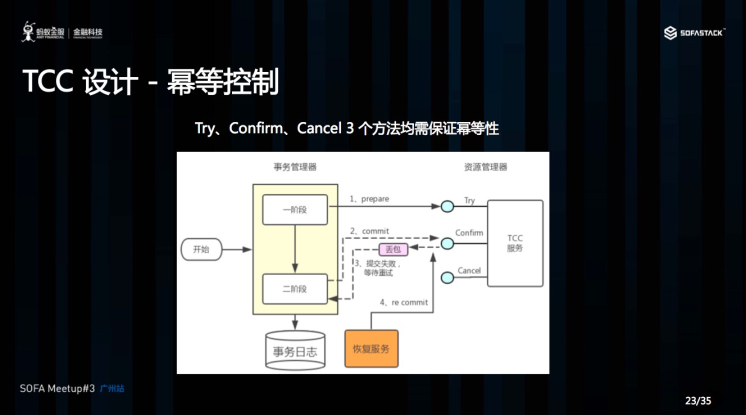 蚂蚁金服 金融科技
ANT FINANCIAL
SOFASTACK
TCC 设计 - 幂等控制
Try、Confirm、Cancel 3 个方法均需保证幂等性
事务管理器
资源管理器
一阶段
1、prepare
Try
2、commit
Confirm
TCC
服务
开始
丢包
3、提交失败，
等待重试
Cancel
二阶段
4、re commit
事务日志
恢复服务
SOFA Meetup#3 广州站
23/35